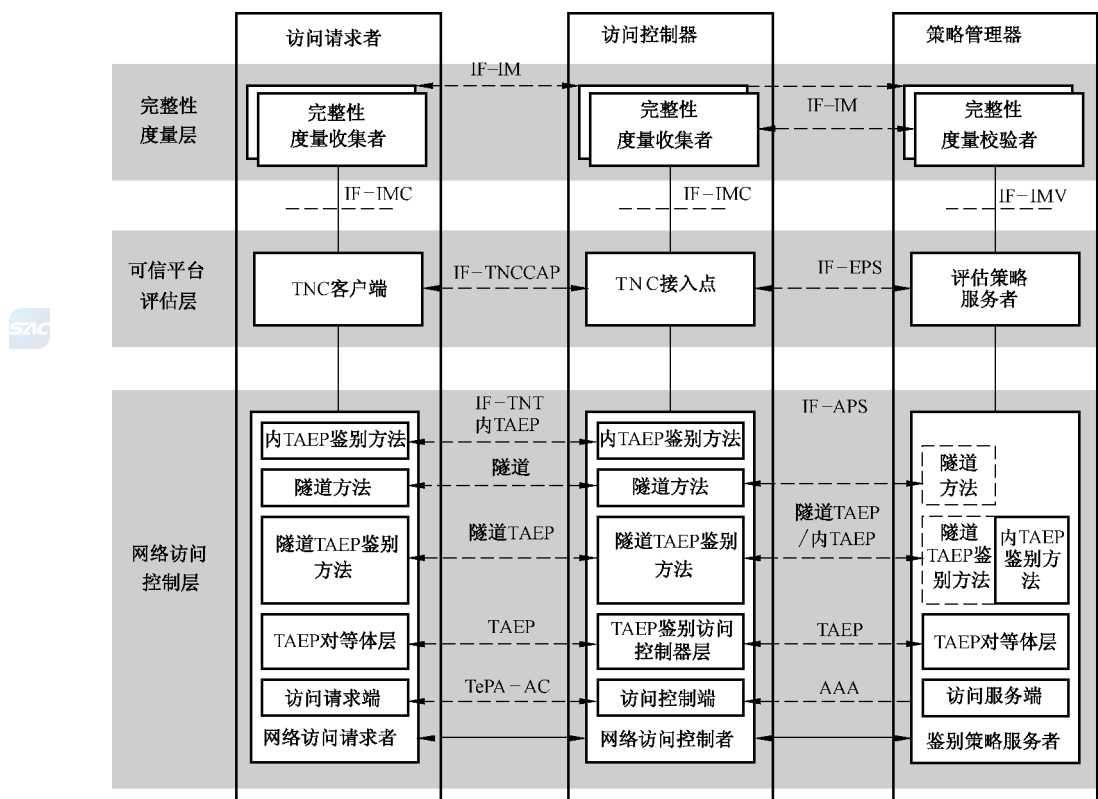 访问请求者
访问控制器
策略管理器
完整性
度量层
IF-IM
IF-IM
完整性
度量收集者
完整性
度量收集者
完整性
度量校验者
IF-IMC
IF-IMC
IF-IMV
可信平台
评估层
TNC客户端
IF-TNCCAP
TNC接入点
IF-EPS
评估策略
服务者
网络访问
控制层
IF-TNT
内TAEP
IF-APS
内TAEP鉴别方法
内TAEP鉴别方法
隧道
隧道方法
隧道方法
隧道
方法
隧道TAEP
隧道TAEP
/内TAEP
隧道TAEP鉴别
方法
隧道TAEP鉴别
方法
隧道
TAEP鉴
别方法
内TAEP
鉴别方
法
TAEP
TAEP
TAEP对等体层
TAEP鉴别访问
控制器层
TAEP对等体层
TePA-AC
AAA
访问请求端
访问控制端
访问服务端
网络访问请求者
网络访问控制者
鉴别策略服务者
SAC